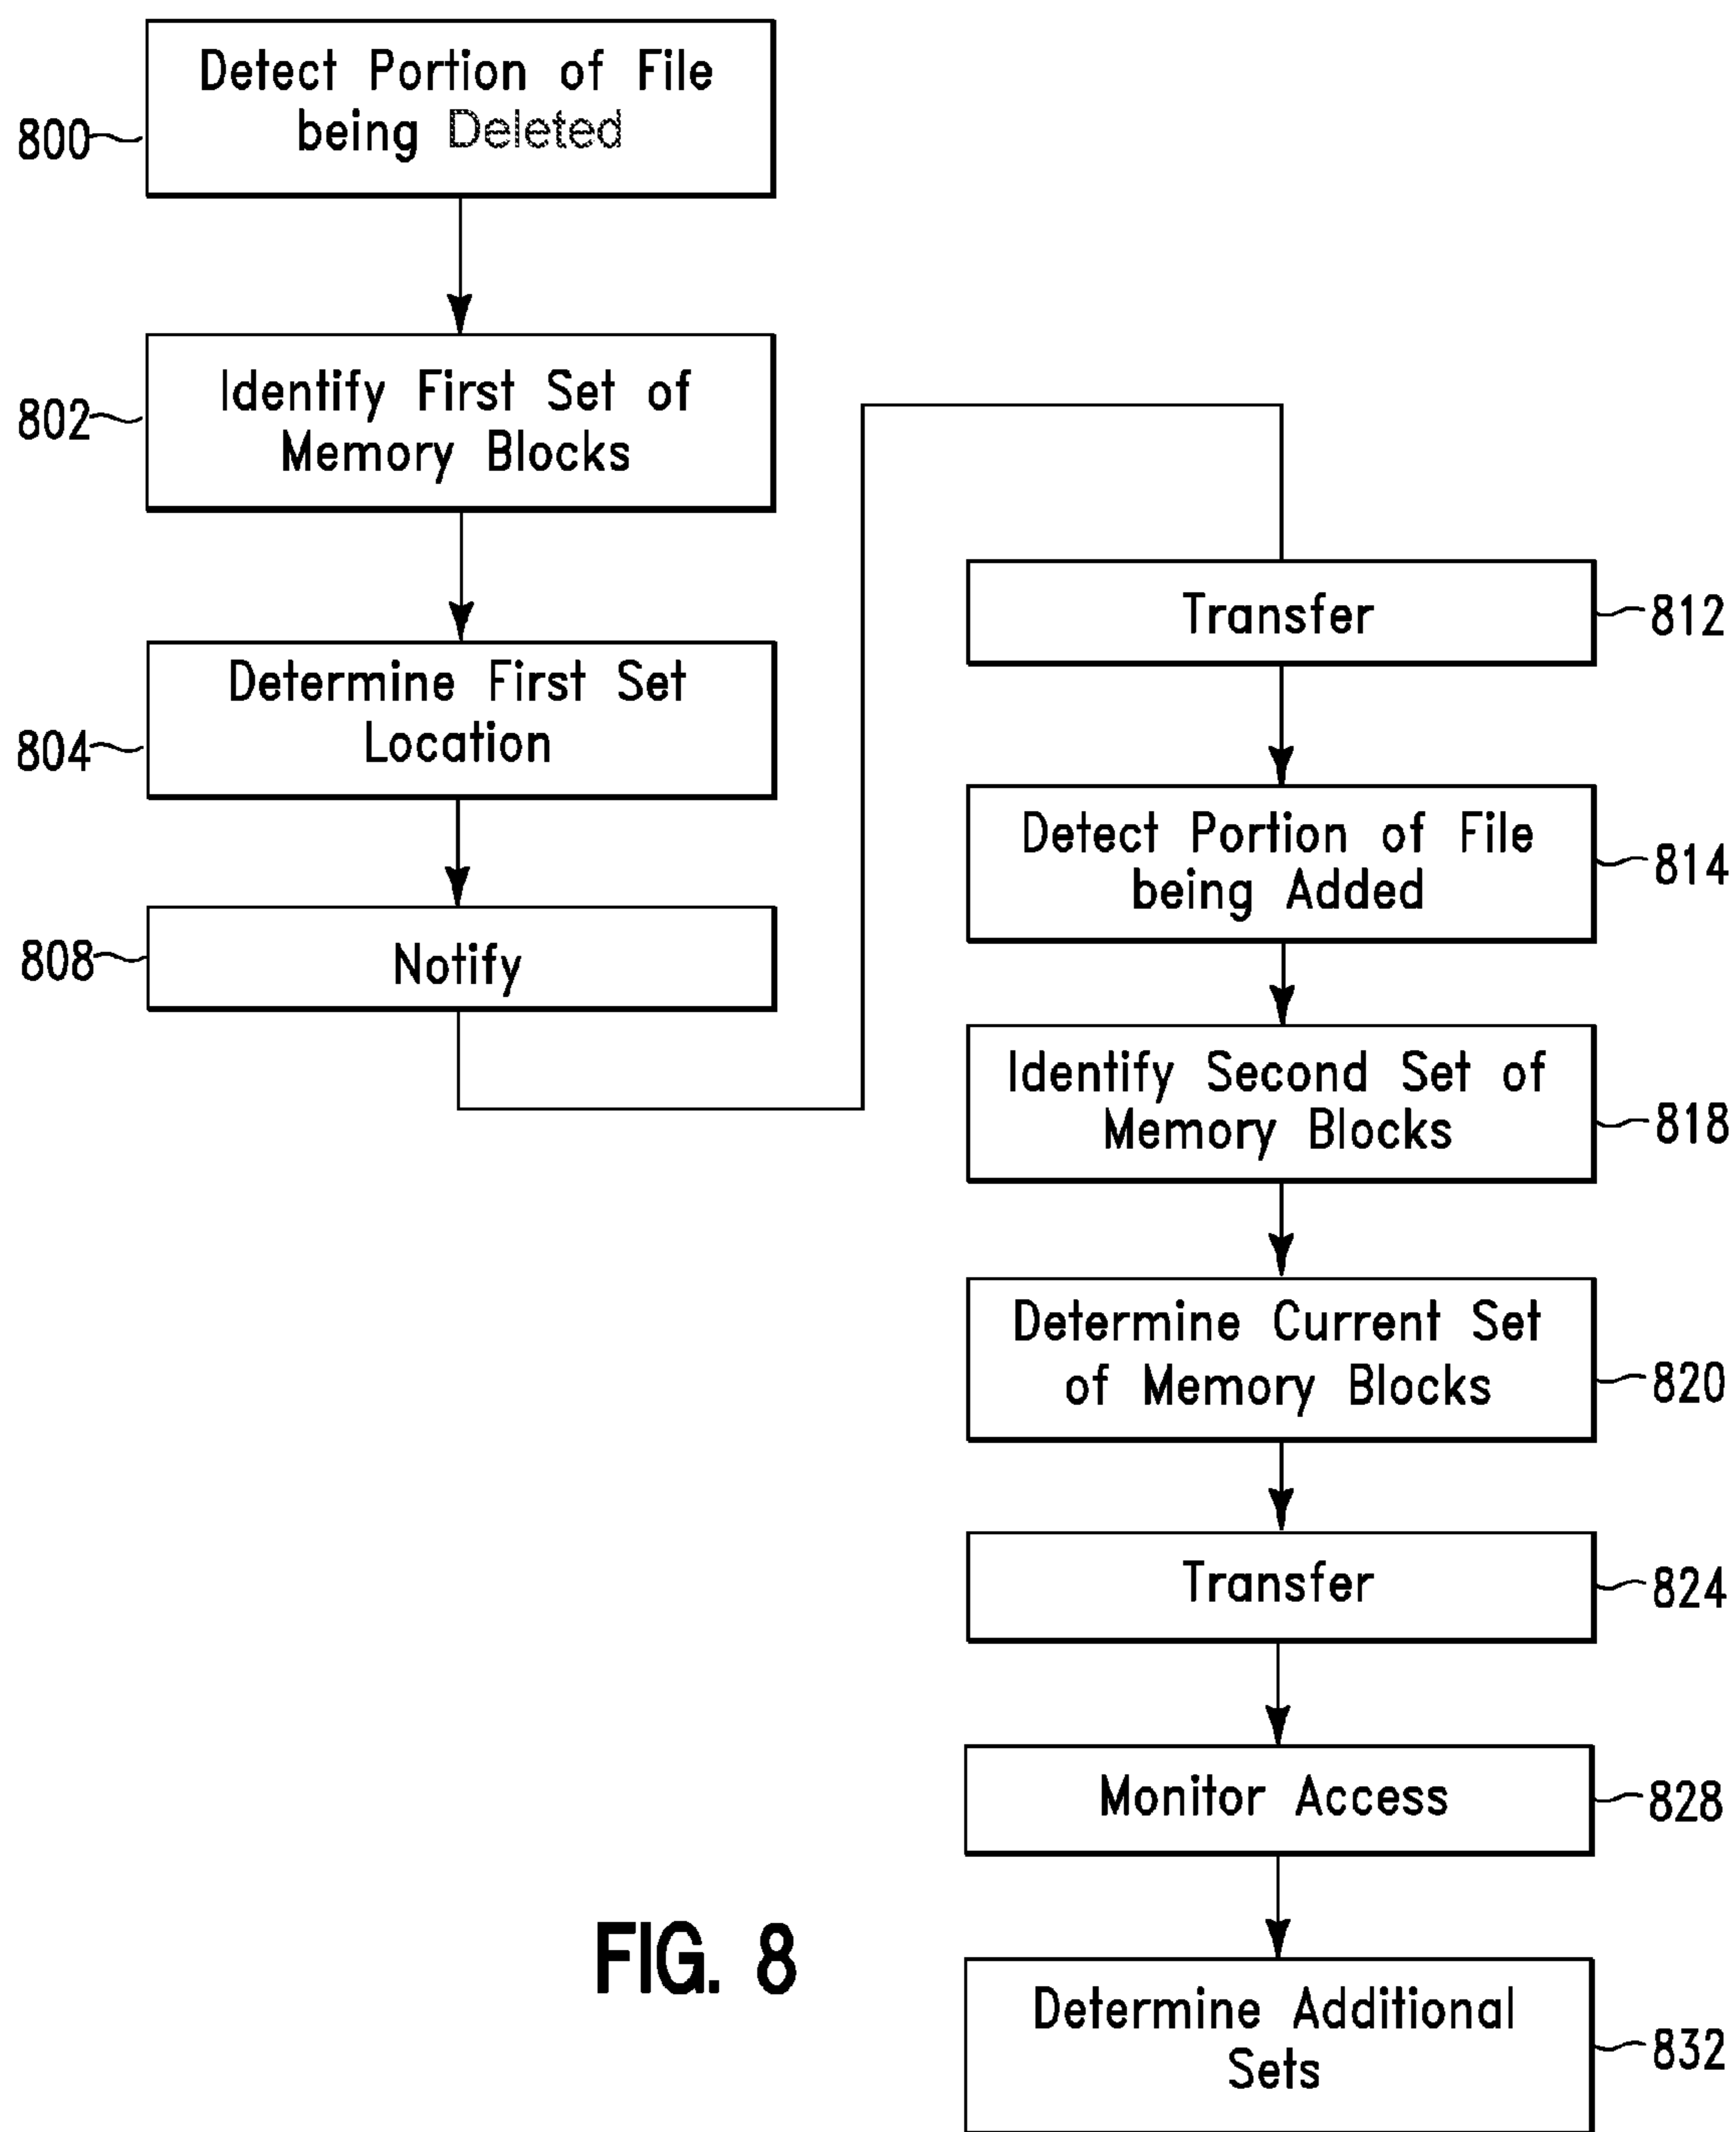 Detect Portion of File
being Deleted
800
Identify First Set of
Memory Blocks
802
Determine First Set
Location
804
Notify
808
Transfer
812
Detect Portion of File
being Added
814
Identify Second Set of
Memory Blocks
818
Determine Current Set
of Memory Blocks
820
Transfer
824
Monitor Access
828
Determine Additional
Sets
832
FIG. 8